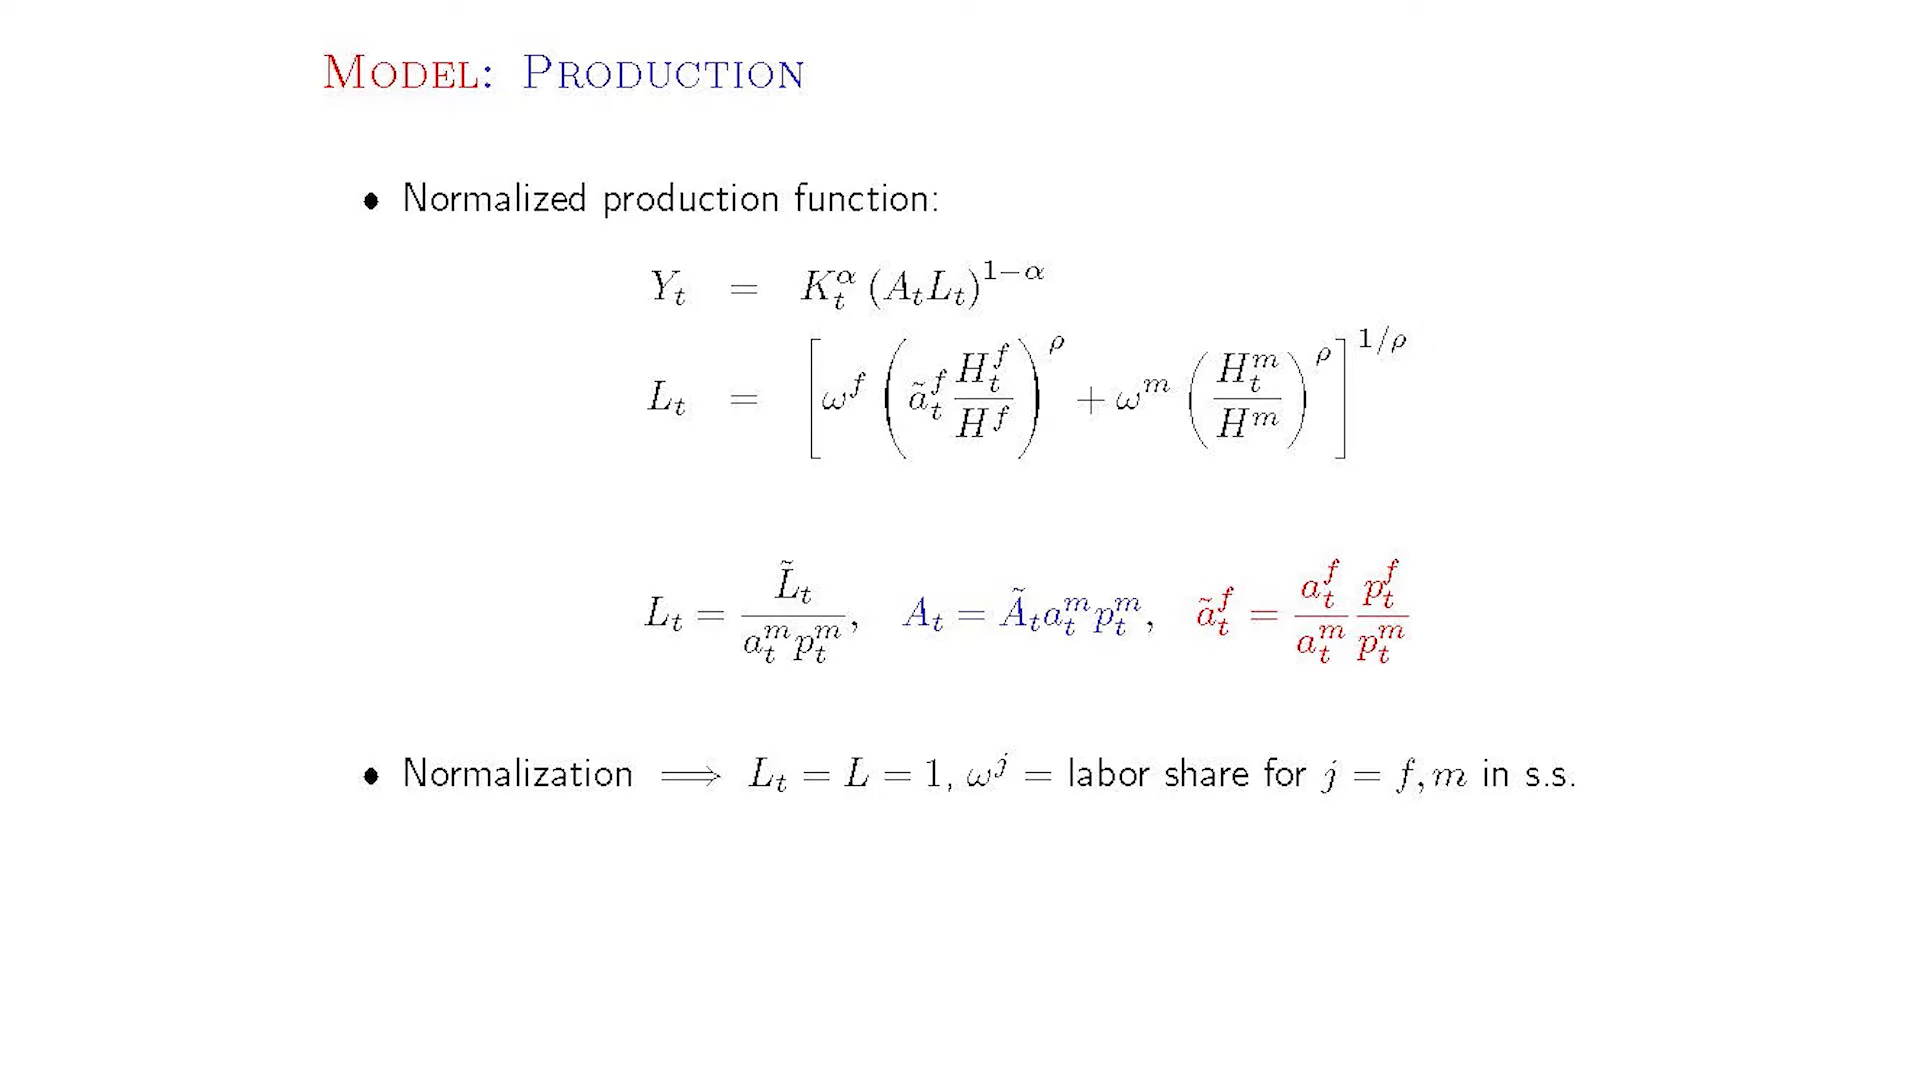 MODEL: PRODUCTION
• Normalized production function:
Y_t = K_t^α (A_t L_t)^{1−α}
L_t = [ω^f (ã_t^f H_t^f / H^f)^ρ + ω^m (H_t^m / H^m)^ρ]^{1/ρ}
L_t = L̃_t / (a_t^m p_t^m), A_t = Ã_t a_t^m p_t^m, ã_t^f = (a_t^f / a_t^m) (p_t^f / p_t^m)
• Normalization ⟹ L_t = L = 1, ω^j = labor share for j = f, m in s.s.